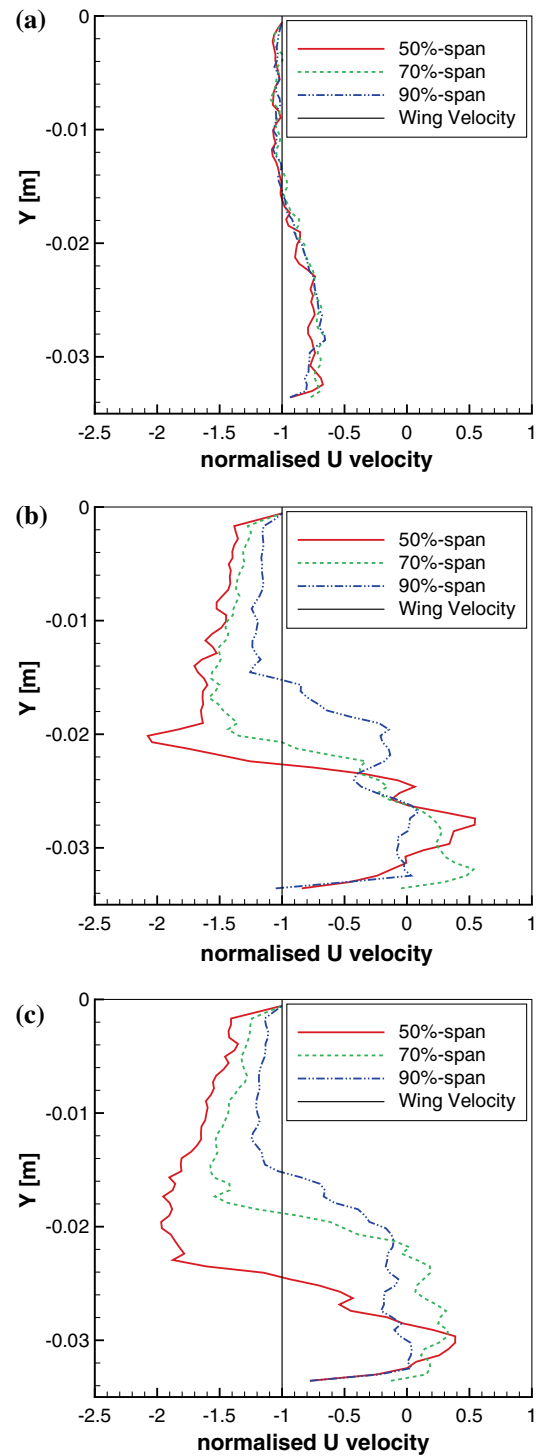 (a)
0
-0.01
-0.02
-0.03
Y [m]
50%-span
70%-span
90%-span
Wing Velocity
-2.5 -2 -1.5 -1 -0.5 0 0.5 1
normalised U velocity
(b)
0
-0.01
-0.02
-0.03
Y [m]
50%-span
70%-span
90%-span
Wing Velocity
-2.5 -2 -1.5 -1 -0.5 0 0.5 1
normalised U velocity
(c)
0
-0.01
-0.02
-0.03
Y [m]
50%-span
70%-span
90%-span
Wing Velocity
-2.5 -2 -1.5 -1 -0.5 0 0.5 1
normalised U velocity